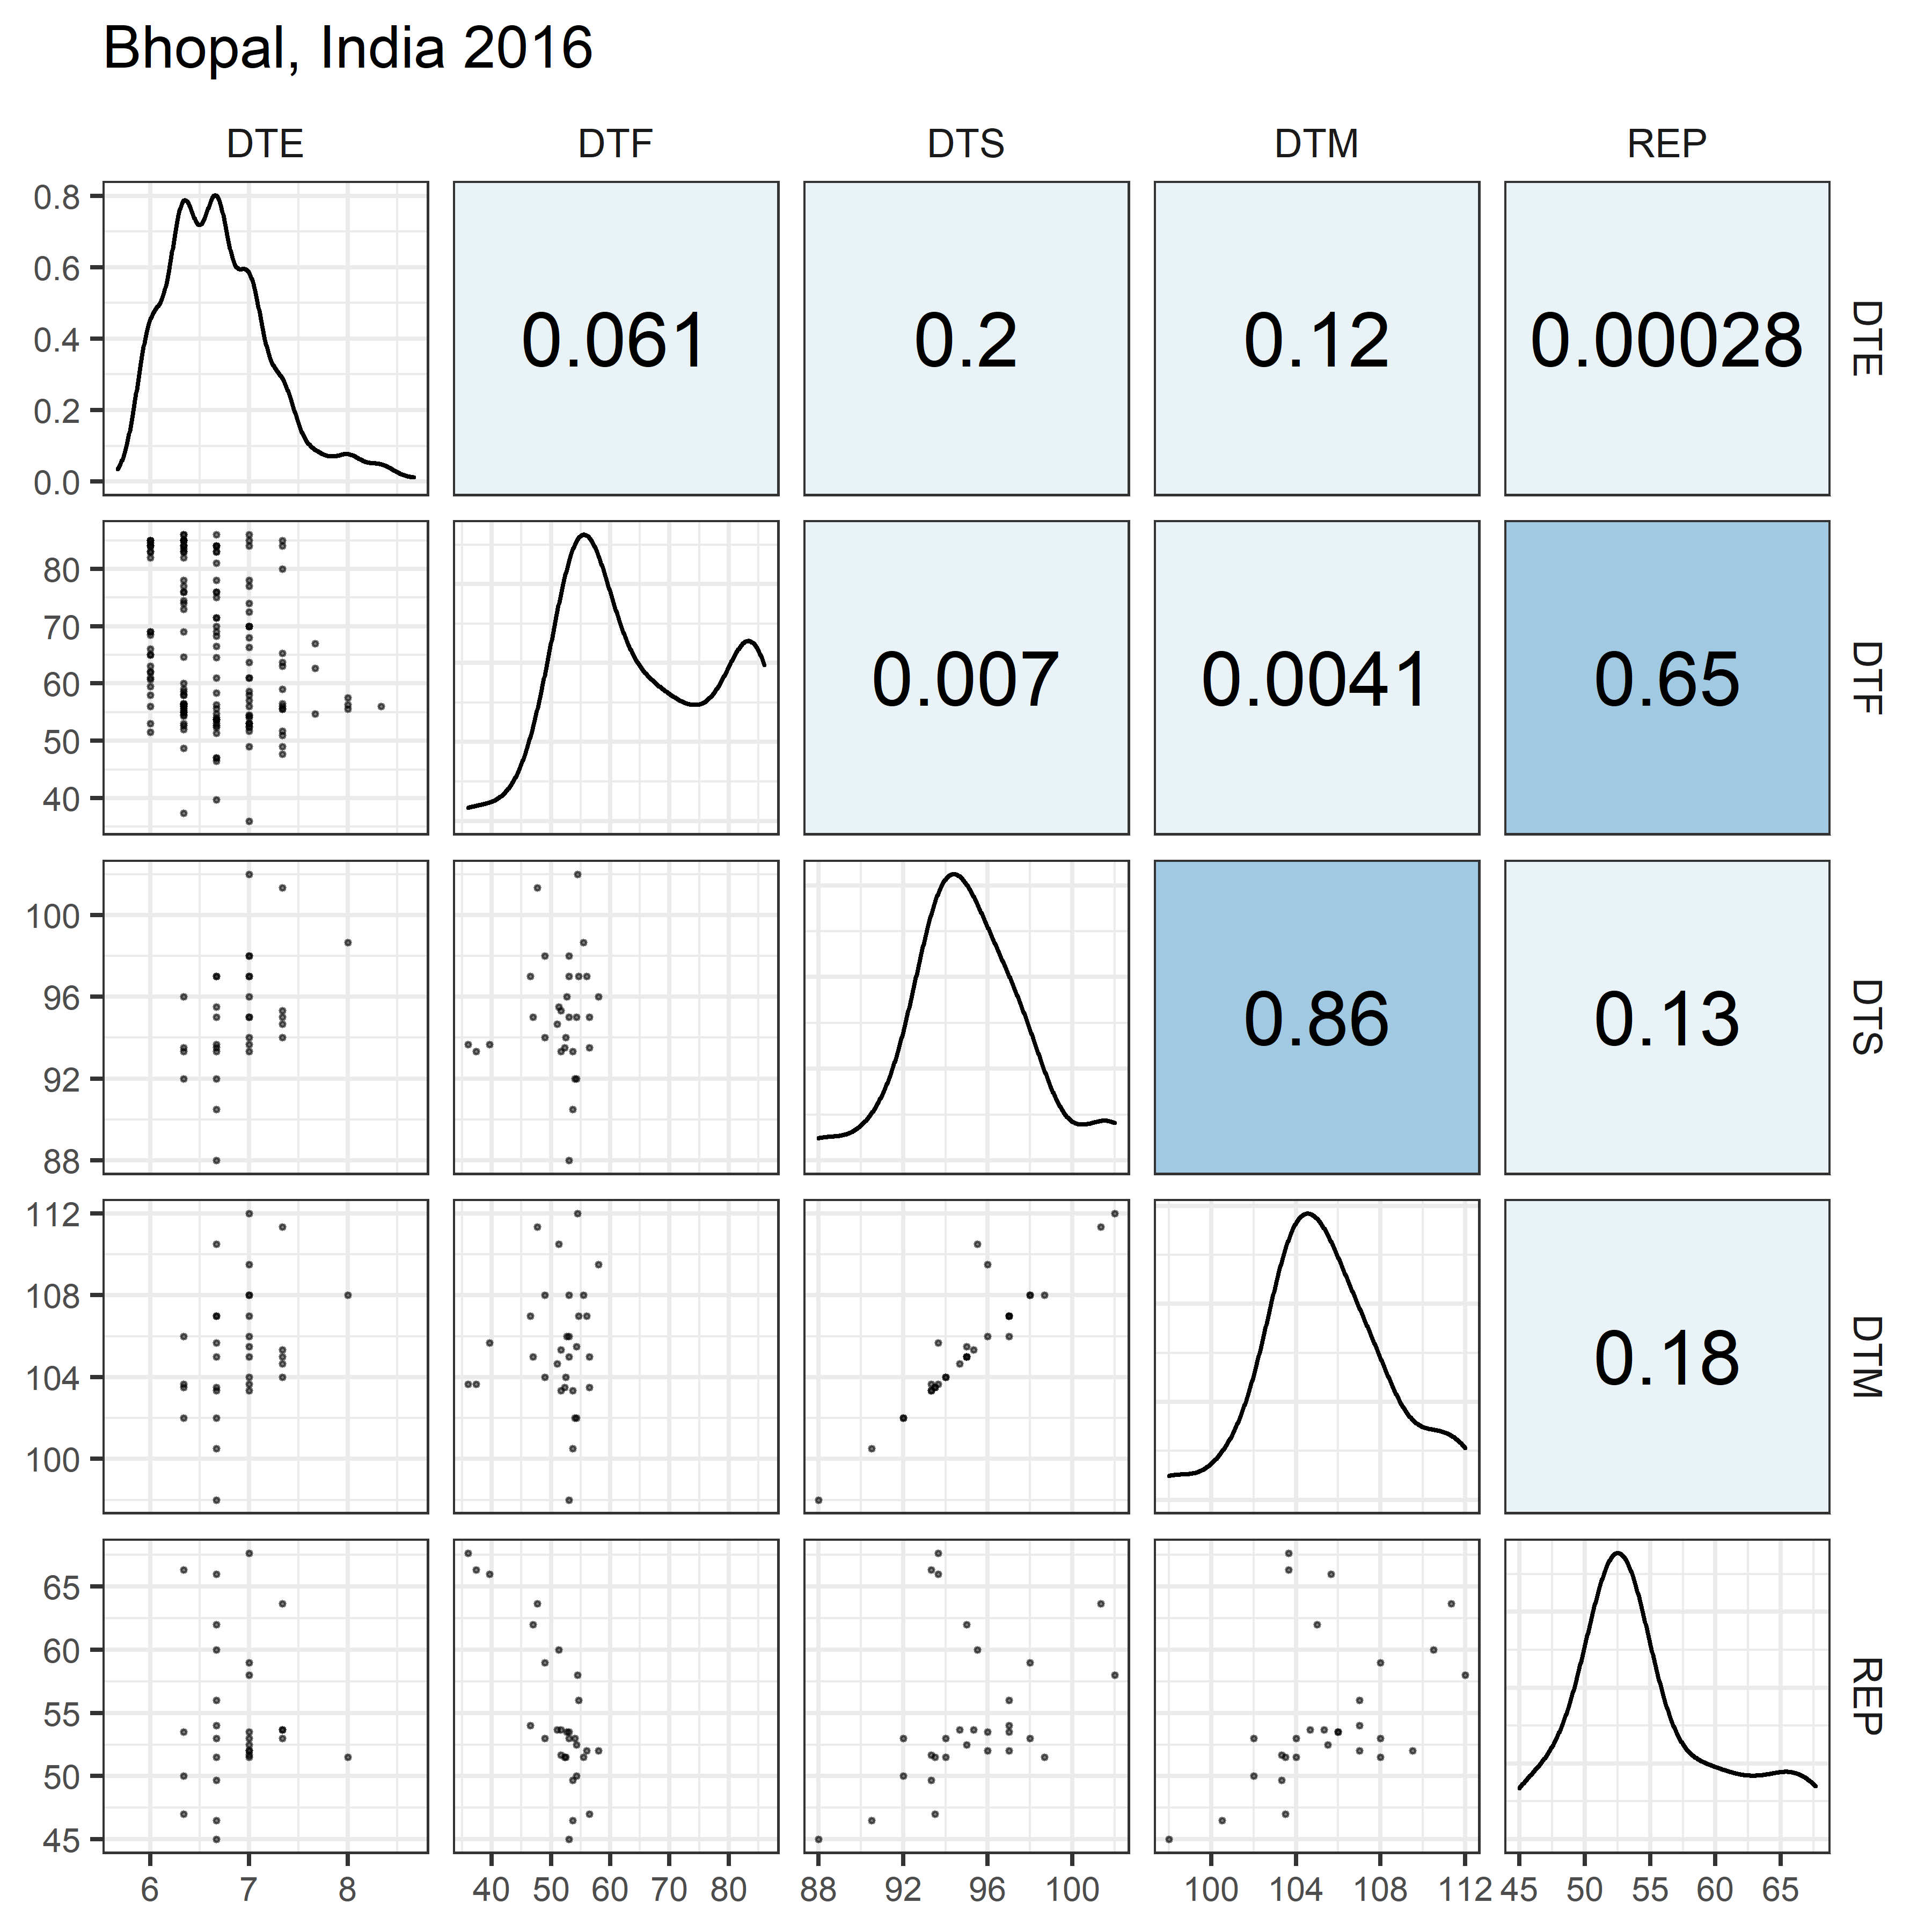 Bhopal, India 2016
DTE DTF DTS DTM REP
0.8
0.6
0.4
0.2
0.0
0.061 0.2 0.12 0.00028
DTE
80
70
60
50
40
0.007 0.0041 0.65
DTF
100
96
92
88
0.86 0.13
DTS
112
108
104
100
0.18
DTM
65
60
55
50
45
REP
6 7 8 40 50 60 70 80 88 92 96 100 100 104 108 112 45 50 55 60 65